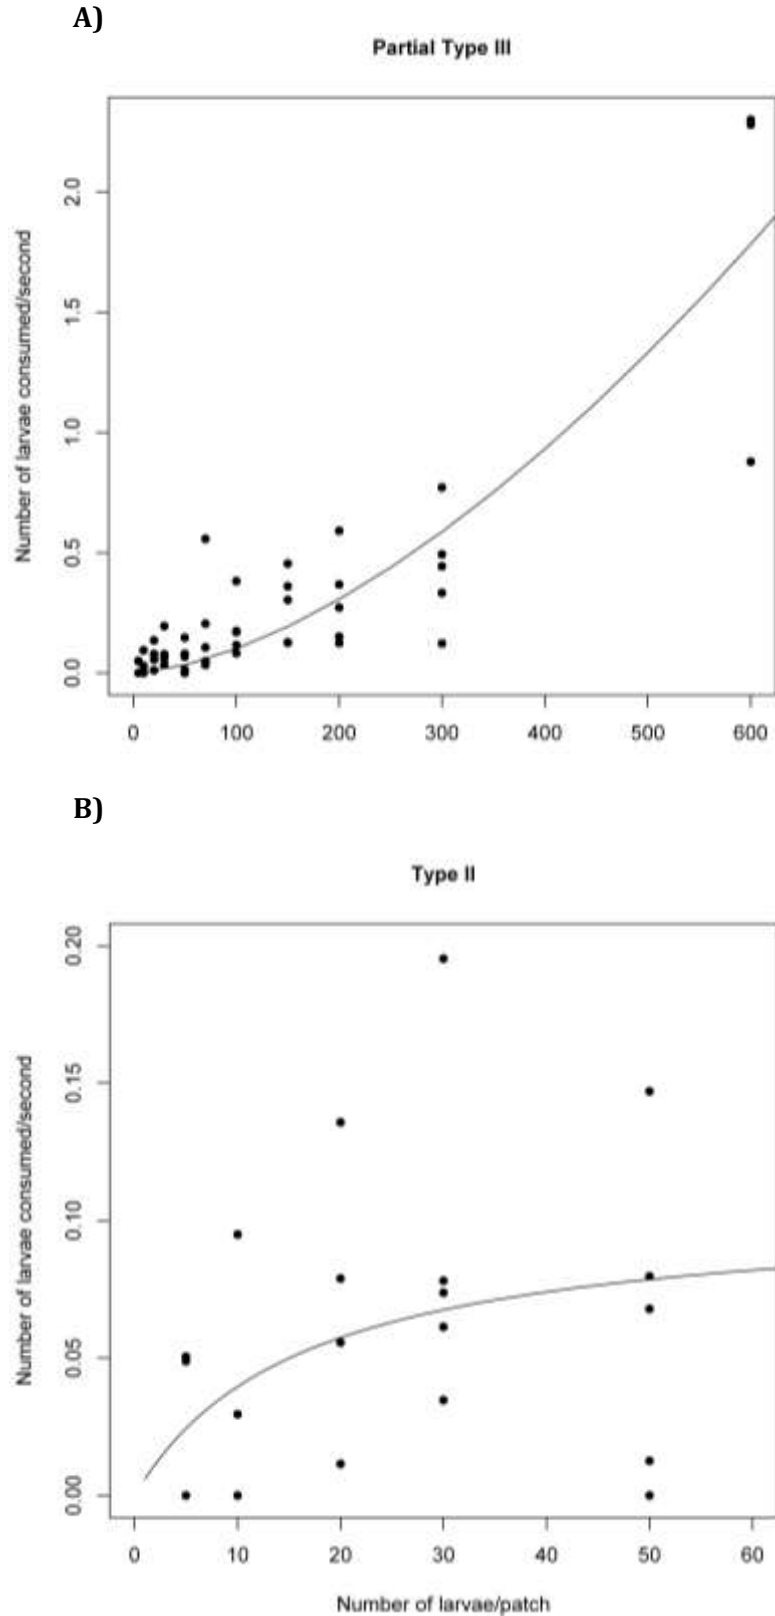 A)
Partial Type III
Number of larvae consumed/second
2.0
1.5
1.0
0.5
0.0
0 100 200 300 400 500 600
B)
Type II
Number of larvae consumed/second
0.20
0.15
0.10
0.05
0.00
0 10 20 30 40 50 60
Number of larvae/patch